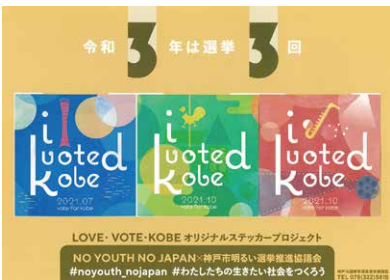 令和3年は選挙3回
i
voted
kobe
2021.07
vote for kobe
i
voted
kobe
2021.10
vote for kobe
i
voted
kobe
2021.10
vote for kobe
LOVE・VOTE・KOBE オリジナルステッカープロジェクト
NO YOUTH NO JAPAN×神戸市明るい選挙推進協議会
#noyouth_nojapan #わたしたちの生きたい社会をつくろう